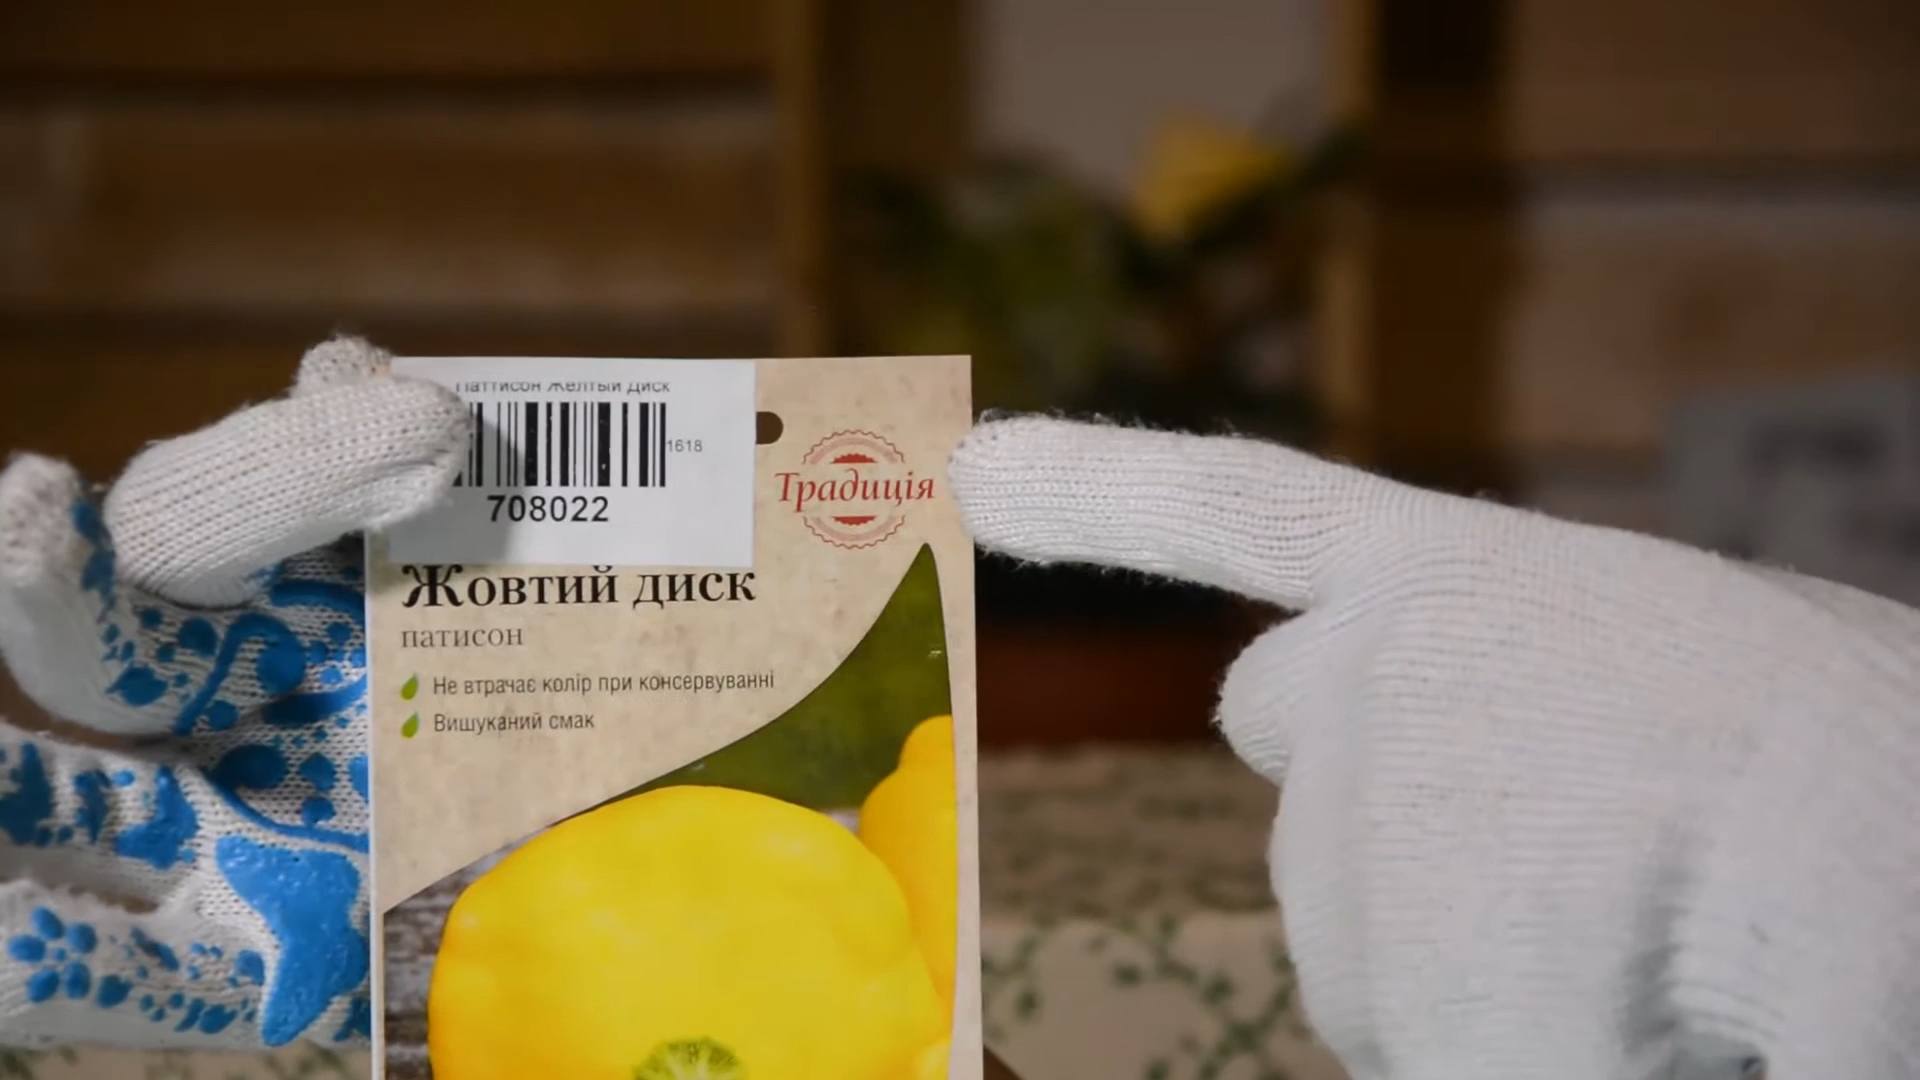 Паттисон Желтый Диск
1618
708022
Традиція
Жовтий диск
патисон
Не втрачає колір при консервуванні
Вишуканий смак